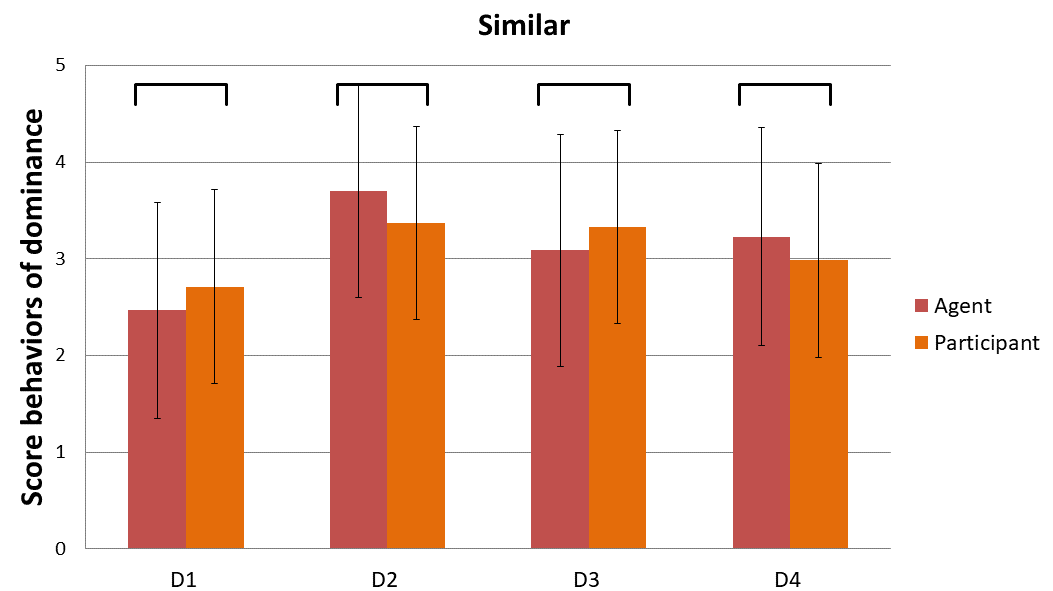 Similar
Score behaviors of dominance
5
4
3
2
1
0
D1 D2 D3 D4
Agent
Participant